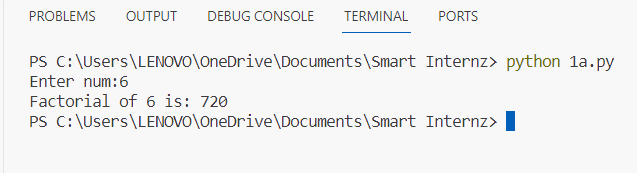 PROBLEMS OUTPUT DEBUG CONSOLE TERMINAL PORTS
PS C:\Users\LENOVO\OneDrive\Documents\Smart Internz> python 1a.py
Enter num:6
Factorial of 6 is: 720
PS C:\Users\LENOVO\OneDrive\Documents\Smart Internz>